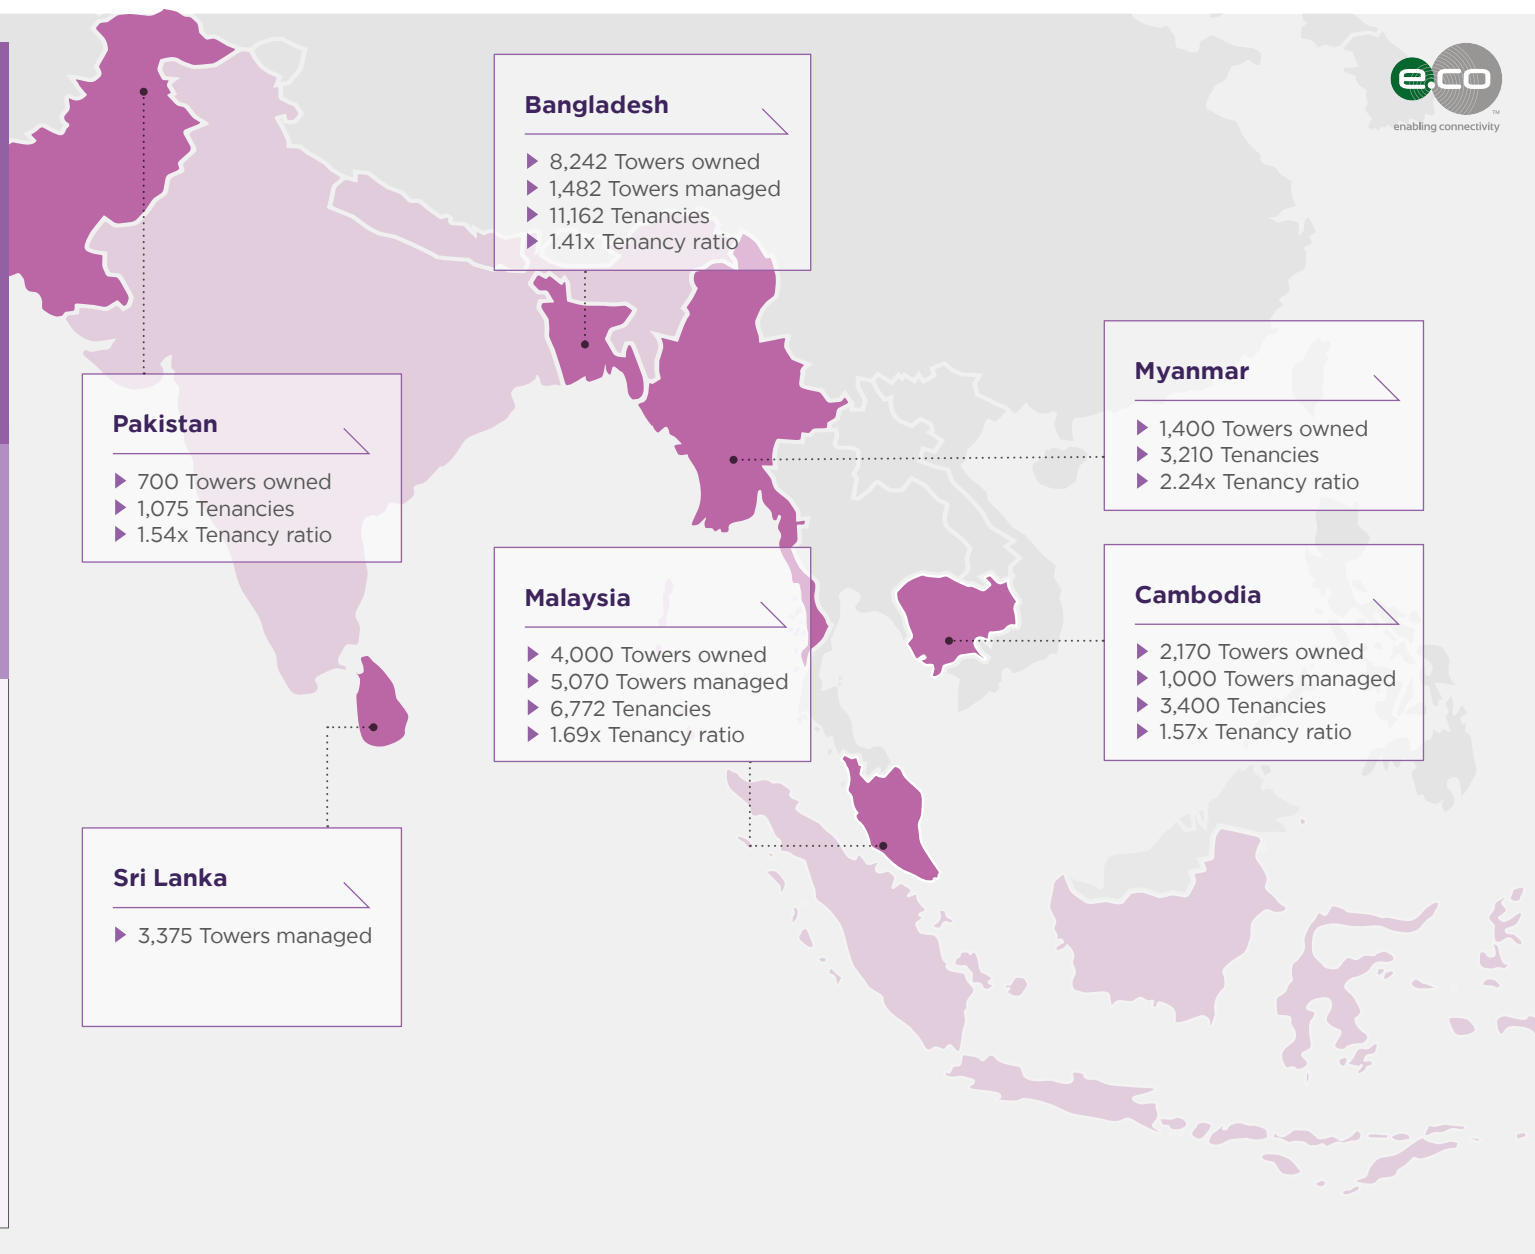 e.co
™
enabling connectivity
Bangladesh
8,242 Towers owned
1,482 Towers managed
11,162 Tenancies
1.41x Tenancy ratio
Myanmar
1,400 Towers owned
3,210 Tenancies
2.24x Tenancy ratio
Pakistan
700 Towers owned
1,075 Tenancies
1.54x Tenancy ratio
Malaysia
4,000 Towers owned
5,070 Towers managed
6,772 Tenancies
1.69x Tenancy ratio
Cambodia
2,170 Towers owned
1,000 Towers managed
3,400 Tenancies
1.57x Tenancy ratio
Sri Lanka
3,375 Towers managed